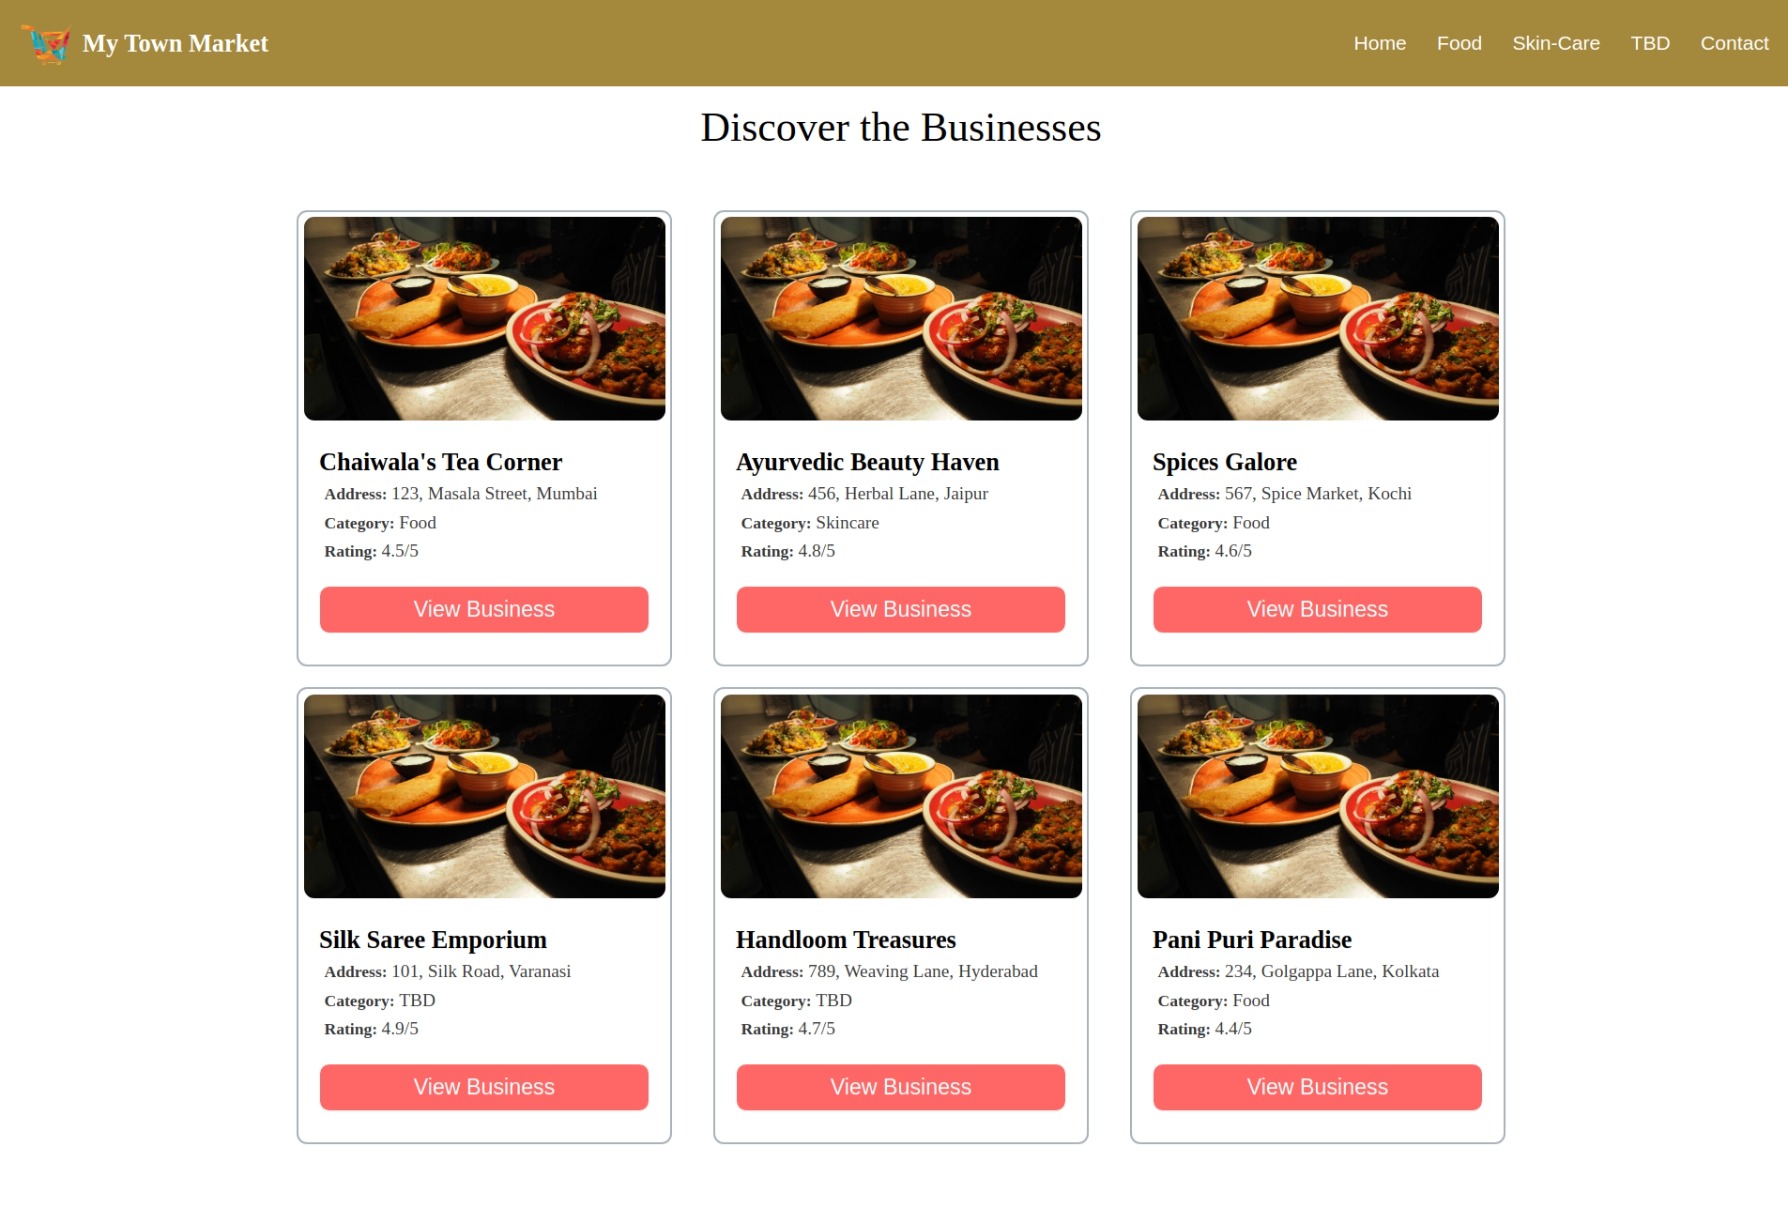 My Town Market
Home Food Skin-Care TBD Contact
Discover the Businesses
Chaiwala's Tea Corner
Address: 123, Masala Street, Mumbai
Category: Food
Rating: 4.5/5
View Business
Ayurvedic Beauty Haven
Address: 456, Herbal Lane, Jaipur
Category: Skincare
Rating: 4.8/5
View Business
Spices Galore
Address: 567, Spice Market, Kochi
Category: Food
Rating: 4.6/5
View Business
Silk Saree Emporium
Address: 101, Silk Road, Varanasi
Category: TBD
Rating: 4.9/5
View Business
Handloom Treasures
Address: 789, Weaving Lane, Hyderabad
Category: TBD
Rating: 4.7/5
View Business
Pani Puri Paradise
Address: 234, Golgappa Lane, Kolkata
Category: Food
Rating: 4.4/5
View Business